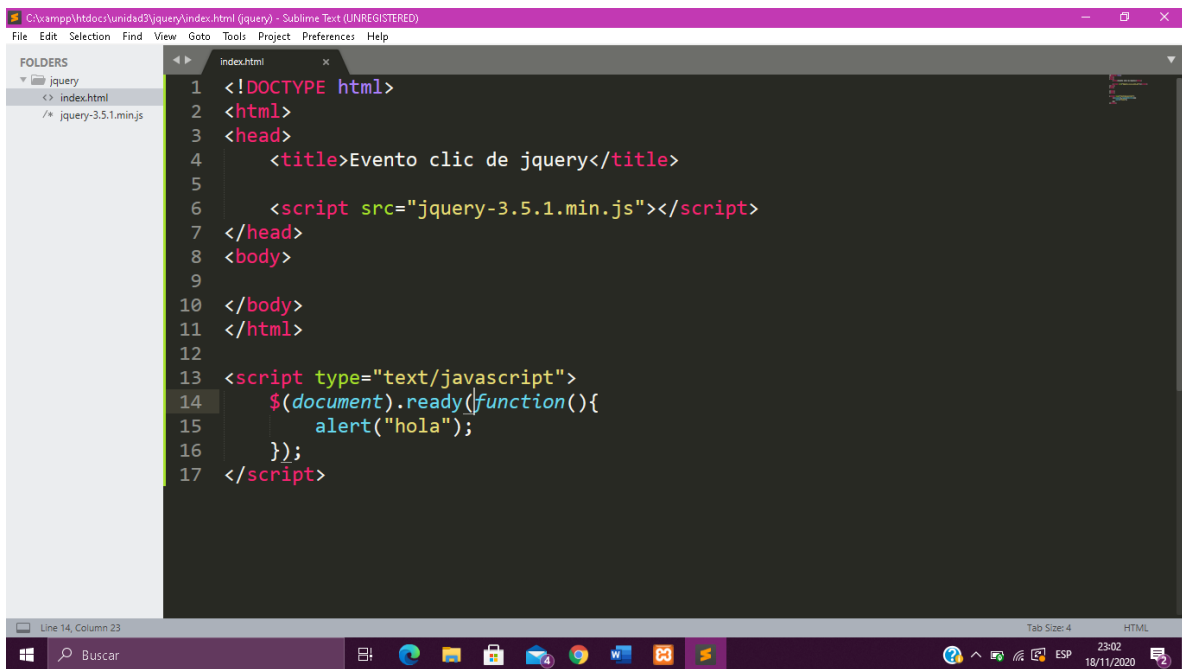 C:\xampp\htdocs\unidad3\jquery\index.html (jquery) - Sublime Text (UNREGISTERED)
File Edit Selection Find View Goto Tools Project Preferences Help
FOLDERS
jquery
<> index.html
/* jquery-3.5.1.min.js
index.html ×
1 <!DOCTYPE html>
2 <html>
3 <head>
4     <title>Evento clic de jquery</title>
5
6     <script src="jquery-3.5.1.min.js"></script>
7 </head>
8 <body>
9
10 </body>
11 </html>
12
13 <script type="text/javascript">
14     $(document).ready(function(){
15         alert("hola");
16     });
17 </script>
Line 14, Column 23
Tab Size: 4
HTML
Buscar
4
ESP
23:02
18/11/2020
2